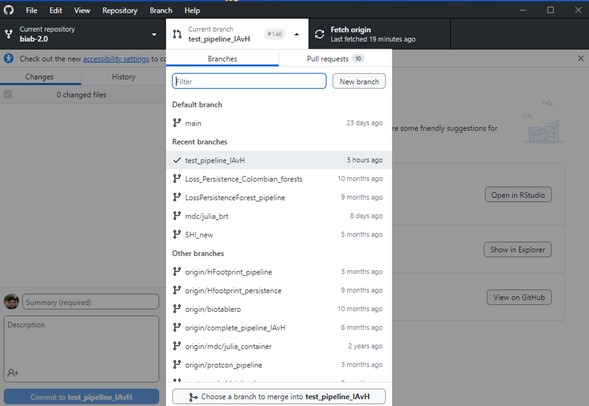 File Edit View Repository Branch Help
Current repository
biab-2.0
Current branch
test_pipeline_IAvH
#146
Fetch origin
Last fetched 19 minutes ago
Check out the new accessibility settings to co
Changes
History
0 changed files
Branches
Pull requests 10
Filter
New branch
Default branch
main 23 days ago
Recent branches
test_pipeline_IAvH 5 hours ago
Loss_Persistence_Colombian_forests 10 months ago
LossPersistenceForest_pipeline 9 months ago
mdc/julia_brt 8 days ago
SHI_new 5 months ago
Other branches
origin/HFootprint_pipeline 3 months ago
origin/Hfootprint_persistence 9 months ago
origin/biotablero 10 months ago
origin/complete_pipeline_IAvH 8 months ago
origin/mdc/julia_container 2 years ago
origin/protcon_pipeline 3 months ago
Choose a branch to merge into test_pipeline_IAvH
re some friendly suggestions for
Open in RStudio
Show in Explorer
View on GitHub
Summary (required)
Description
Commit to test_pipeline_IAvH